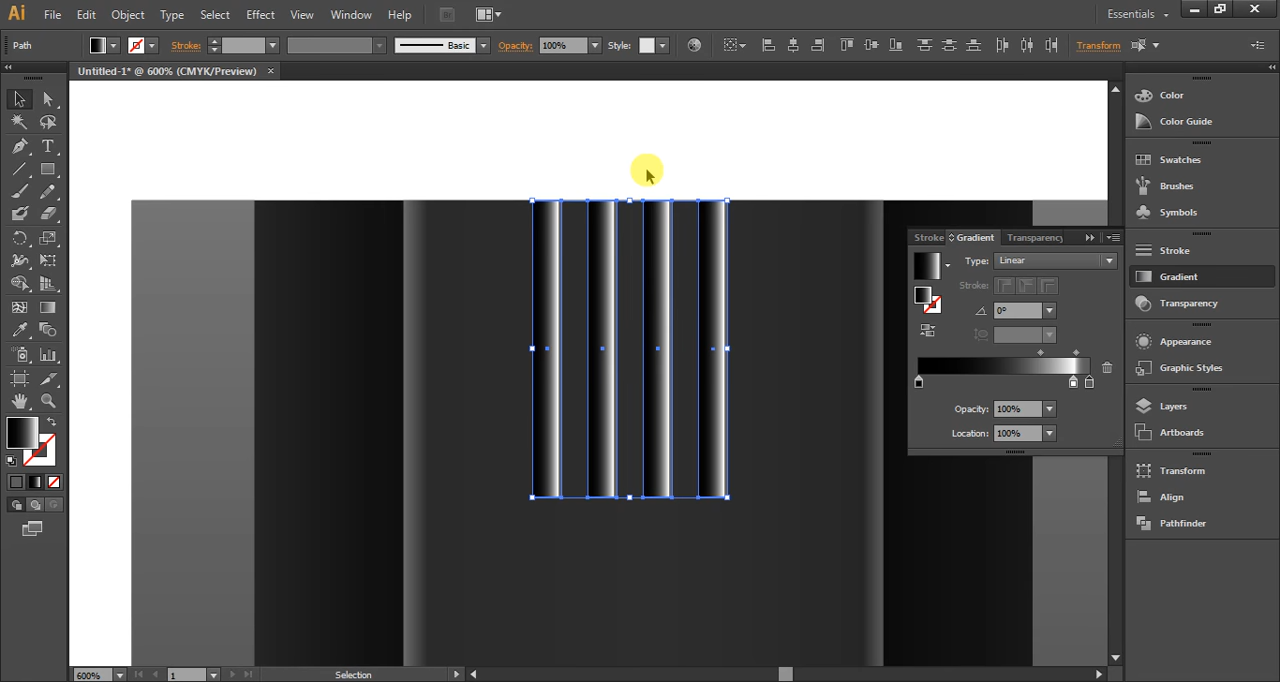 Ai File Edit Object Type Select Effect View Window Help Br Essentials
Path Stroke: Basic Opacity: 100% Style: Transform
Untitled-1* @ 600% (CMYK/Preview) ×
Color
Color Guide
Swatches
Brushes
Symbols
Stroke
Gradient
Transparency
Appearance
Graphic Styles
Layers
Artboards
Transform
Align
Pathfinder
Stroke Gradient Transparency
Type: Linear
Stroke:
0°
Opacity: 100%
Location: 100%
T
600% 1 Selection